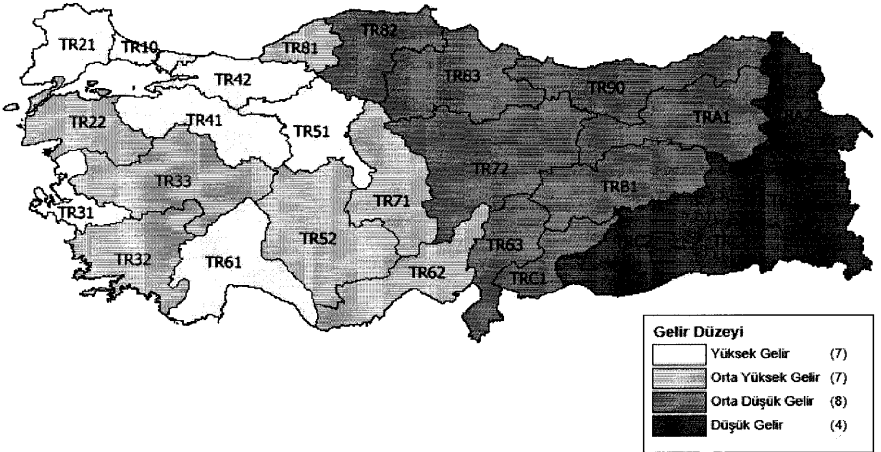 TR21
TR10
TR81
TR82
TR42
TR83
TR90
TR22
TR41
TR51
TRA1
TR33
TR72
TRB1
TR31
TR71
TR32
TR61
TR52
TR62
TR63
TRC1
Gelir Düzeyi
Yüksek Gelir (7)
Orta Yüksek Gelir (7)
Orta Düşük Gelir (8)
Düşük Gelir (4)